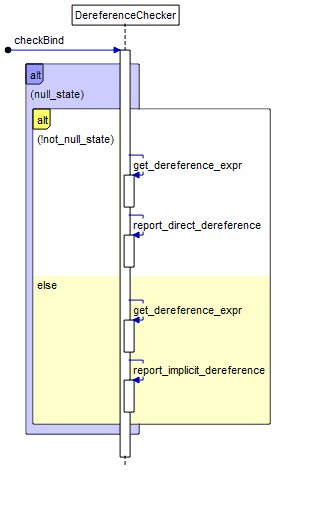 DereferenceChecker
checkBind
alt
(null_state)
alt
(!not_null_state)
get_dereference_expr
report_direct_dereference
else
get_dereference_expr
report_implicit_dereference